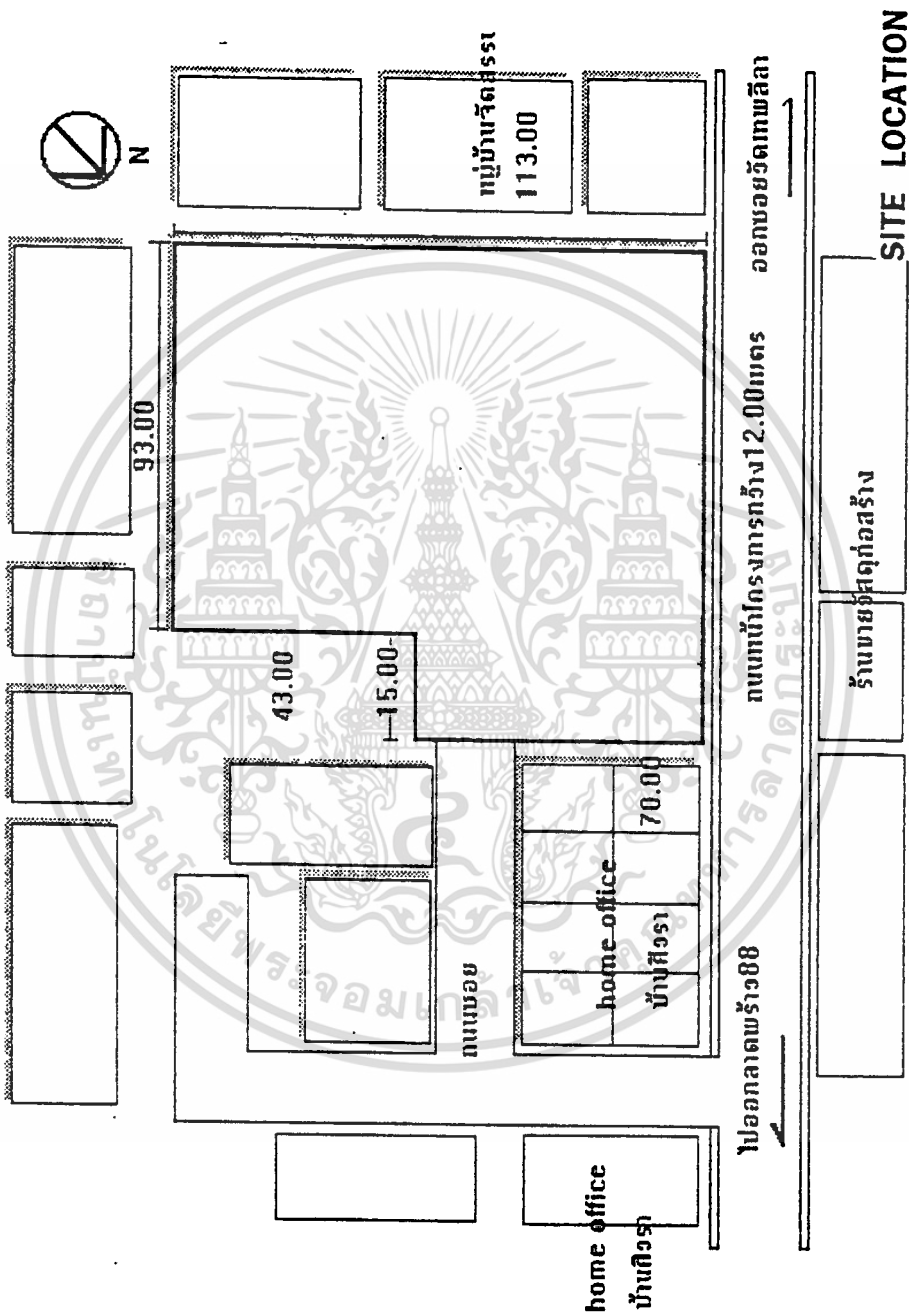 N
หมู่บ้านจัดสรร
113.00
93.00
43.00
15.00
70.00
home office
บ้านศิวรา
ถนนซอย
home office
บ้านศิวรา
ออกซอยวัดเทพลีลา
ถนนหน้าโครงการกว้าง12.00เมตร
ไปออกลาดพร้าว88
ร้านขายวัสดุก่อสร้าง
SITE LOCATION